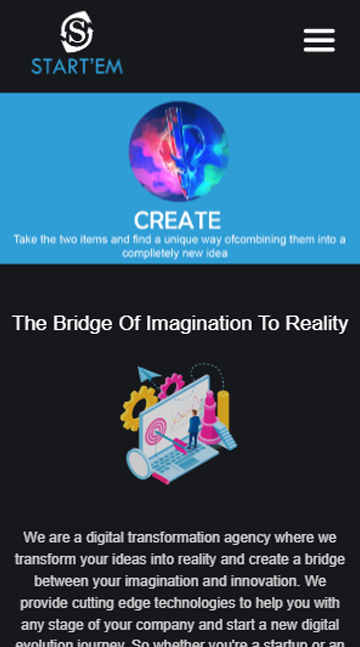 S
START'EM
CREATE
Take the two items and find a unique way ofcombining them into a
complletely new idea
The Bridge Of Imagination To Reality
We are a digital transformation agency where we
transform your ideas into reality and create a bridge
between your imagination and innovation. We
provide cutting edge technologies to help you with
any stage of your company and start a new digital
evolution journey. So whether you're a startup or an